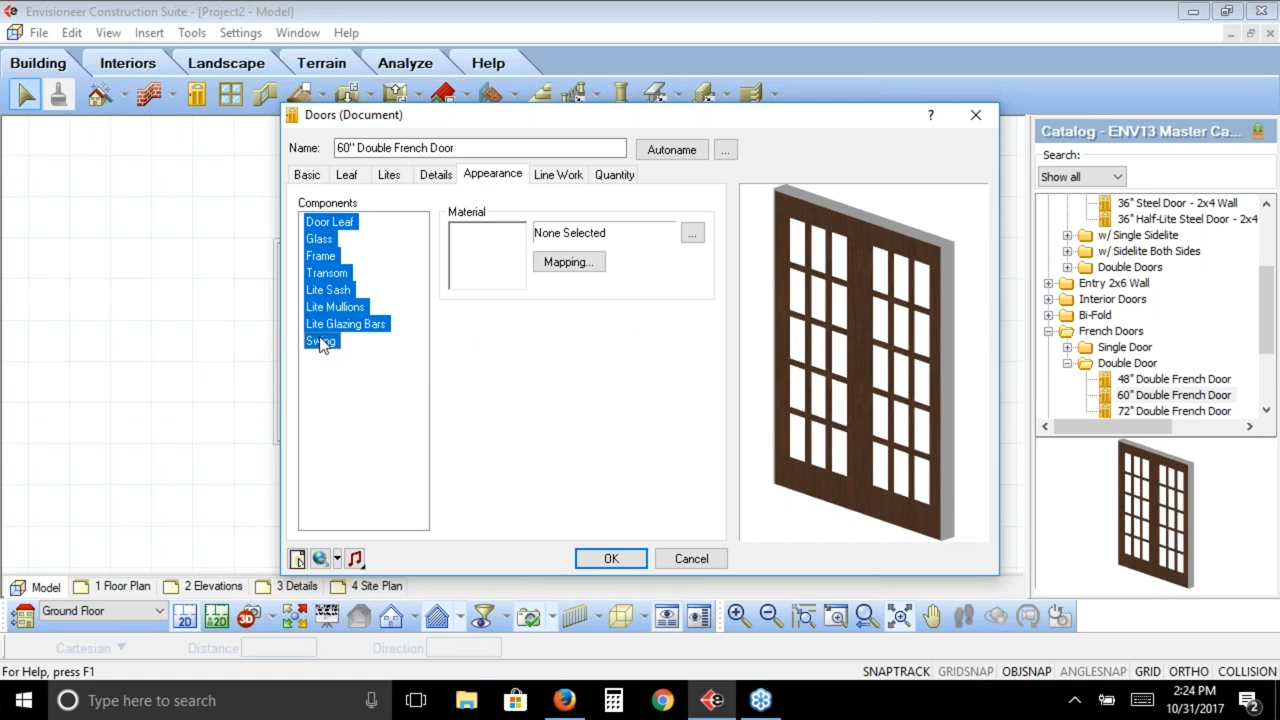 Envisioneer Construction Suite - [Project2 - Model]
File Edit View Insert Tools Settings Window Help
Building Interiors Landscape Terrain Analyze Help
Doors (Document)
Name: 60" Double French Door Autoname ...
Basic Leaf Lites Details Appearance Line Work Quantity
Components
Door Leaf
Glass
Frame
Transom
Lite Sash
Lite Mullions
Lite Glazing Bars
Swing
Material
None Selected ...
Mapping...
OK Cancel
Catalog - ENV13 Master Ca...
Search:
Show all
36" Steel Door - 2x4 Wall
36" Half-Lite Steel Door - 2x4
w/ Single Sidelite
w/ Sidelite Both Sides
Double Doors
Entry 2x6 Wall
Interior Doors
Bi-Fold
French Doors
Single Door
Double Door
48" Double French Door
60" Double French Door
72" Double French Door
Model 1 Floor Plan 2 Elevations 3 Details 4 Site Plan
Ground Floor 2D 2D 3D
Cartesian Distance Direction
For Help, press F1 SNAPTRACK GRIDSNAP OBJSNAP ANGLESNAP GRID ORTHO COLLISION
Type here to search
2:24 PM
10/31/2017
2